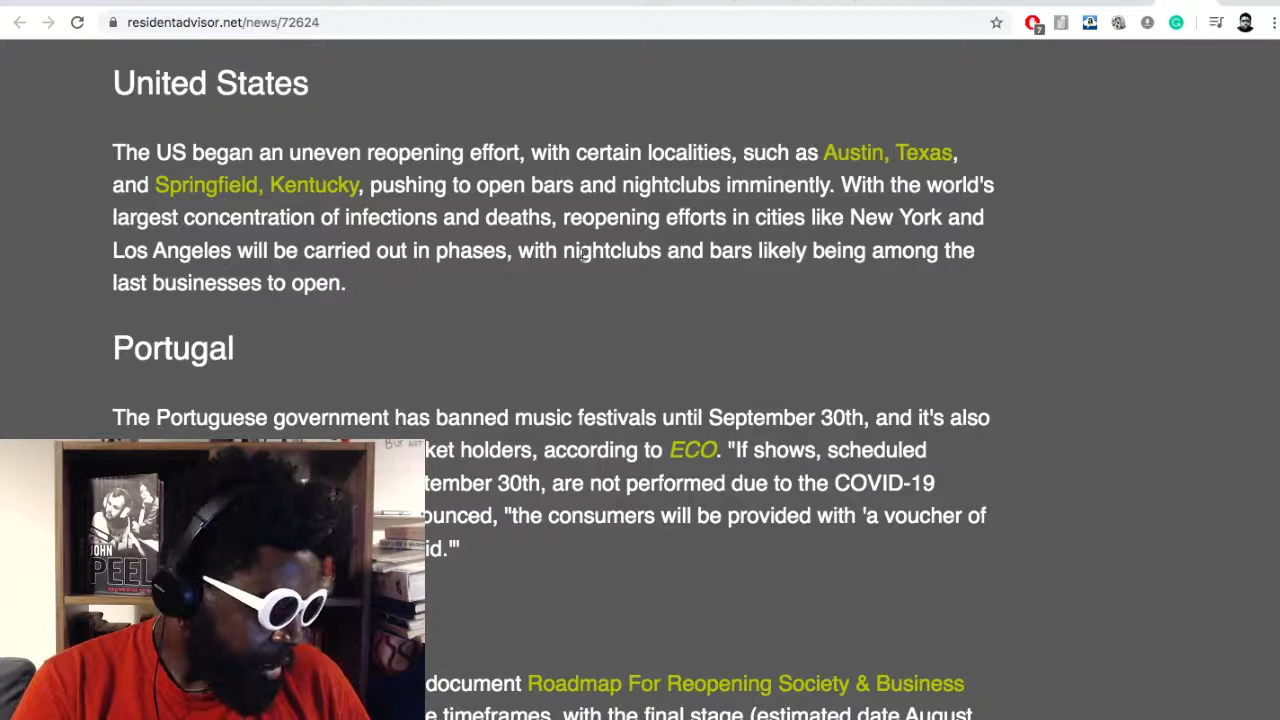 residentadvisor.net/news/72624
7
United States
The US began an uneven reopening effort, with certain localities, such as Austin, Texas,
and Springfield, Kentucky, pushing to open bars and nightclubs imminently. With the world's
largest concentration of infections and deaths, reopening efforts in cities like New York and
Los Angeles will be carried out in phases, with nightclubs and bars likely being among the
last businesses to open.
Portugal
The Portuguese government has banned music festivals until September 30th, and it's also
ket holders, according to ECO. "If shows, scheduled
tember 30th, are not performed due to the COVID-19
ounced, "the consumers will be provided with 'a voucher of
id.'"
BUT NOT
JOHN
PEEL
document Roadmap For Reopening Society & Business
e timeframes, with the final stage (estimated date August